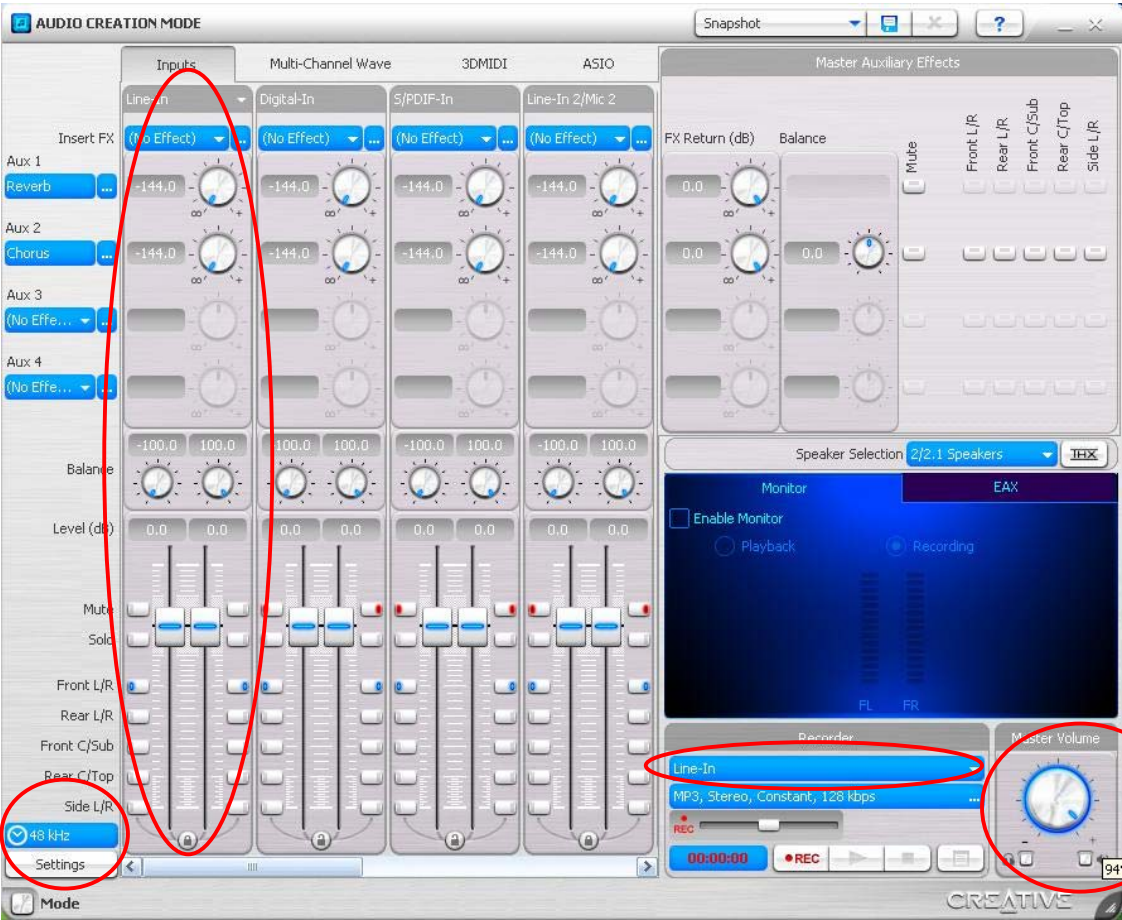 AUDIO CREATION MODE
Snapshot
?
Inputs
Multi-Channel Wave
3DMIDI
ASIO
Master Auxiliary Effects
Line-In
Digital-In
S/PDIF-In
Line-In 2/Mic 2
Insert FX
(No Effect) ...
(No Effect) ...
(No Effect) ...
(No Effect) ...
FX Return (dB)
Balance
Mute
Front L/R
Rear L/R
Front C/Sub
Rear C/Top
Side L/R
Aux 1
Reverb ...
-144.0
-144.0
-144.0
-144.0
0.0
Aux 2
Chorus ...
-144.0
-144.0
-144.0
-144.0
0.0
0.0
Aux 3
(No Effe... ...
Aux 4
(No Effe... ...
Balance
-100.0 100.0
-100.0 100.0
-100.0 100.0
-100.0 100.0
Level (dB)
0.0 0.0
0.0 0.0
0.0 0.0
0.0 0.0
Mute
Solo
Front L/R
Rear L/R
Front C/Sub
Rear C/Top
Side L/R
48 kHz
Settings
Speaker Selection 2/2.1 Speakers
THX
Monitor
EAX
Enable Monitor
Playback
Recording
FL FR
Recorder
Line-In
MP3, Stereo, Constant, 128 kbps ...
REC
00:00:00
REC
Master Volume
- +
Mode
CREATIVE